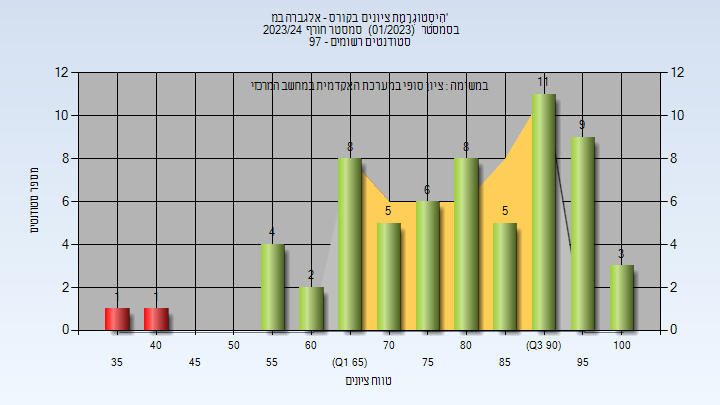 היסטוגרמת ציונים בקורס - אלגברה במ'
בסמסטר (01/2023) סמסטר חורף 2023/24
סטודנטים רשומים - 97
במשימה : ציון סופי במערכת האקדמית במחשב המרכזי
12 12
10 10
8 8
6 6
4 4
2 2
0 0
1 1 4 2 8 5 6 8 5 11 9 3
מספר סטודנטים
40 50 60 70 80 (Q3 90) 100
35 45 55 (Q1 65) 75 85 95
טווח ציונים